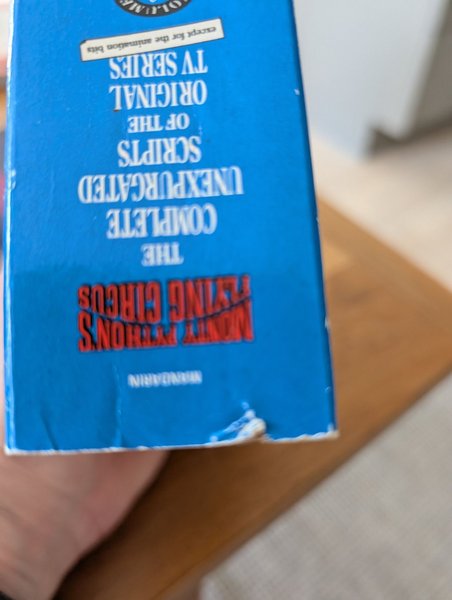 MANDARIN
MONTY PYTHON'S
FLYING CIRCUS
THE
COMPLETE
UNEXPURGATED
SCRIPTS
OF THE
ORIGINAL
TV SERIES
except for the animation bits
VOLUME